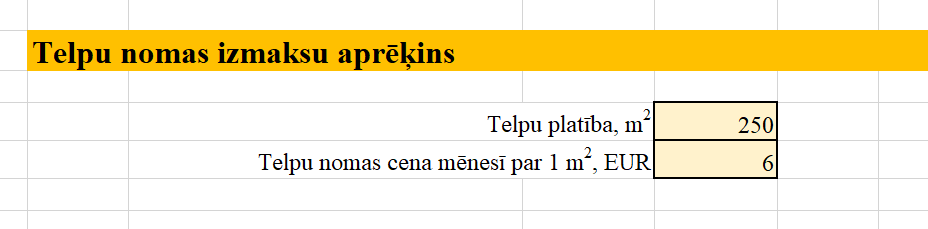 Telpu nomas izmaksu aprēķins
Telpu platība, m² 250
Telpu nomas cena mēnesī par 1 m², EUR 6